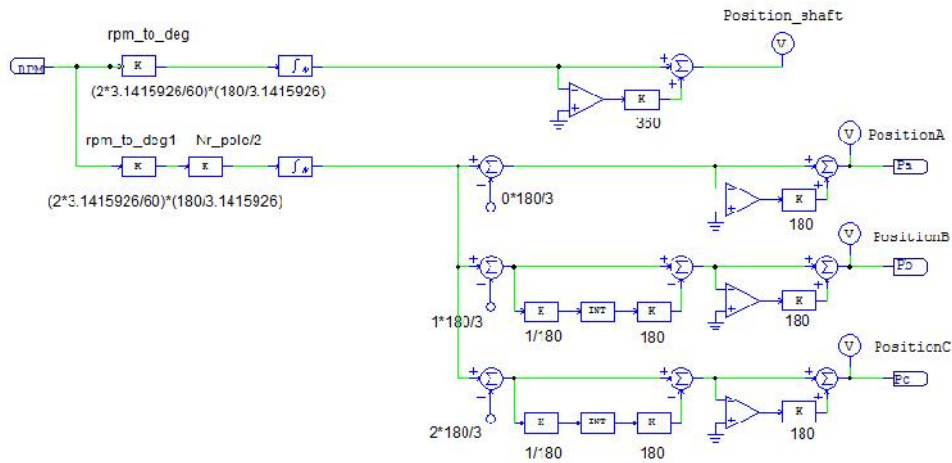 Position_shaft
V
rpm_to_deg
RPM
K
(2*3.1415926/60)*(180/3.1415926)
K
360
rpm_to_deg1 Nr_pole/2
K K
(2*3.1415926/60)*(180/3.1415926)
V PositionA
Pa
0*180/3
K
180
V PositionB
Pb
1*180/3
K INT K
1/180 180
K
180
V PositionC
Pc
2*180/3
K INT K
1/180 180
K
180